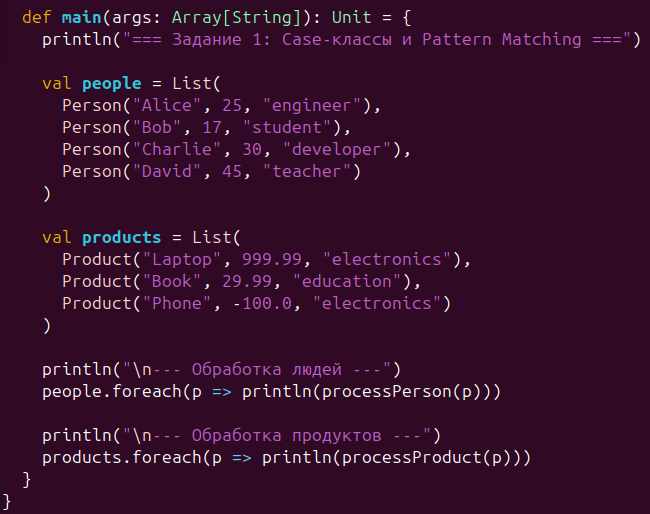 def main(args: Array[String]): Unit = {
println("=== Задание 1: Case-классы и Pattern Matching ===")
val people = List(
Person("Alice", 25, "engineer"),
Person("Bob", 17, "student"),
Person("Charlie", 30, "developer"),
Person("David", 45, "teacher")
)
val products = List(
Product("Laptop", 999.99, "electronics"),
Product("Book", 29.99, "education"),
Product("Phone", -100.0, "electronics")
)
println("\n--- Обработка людей ---")
people.foreach(p => println(processPerson(p)))
println("\n--- Обработка продуктов ---")
products.foreach(p => println(processProduct(p)))
}
}